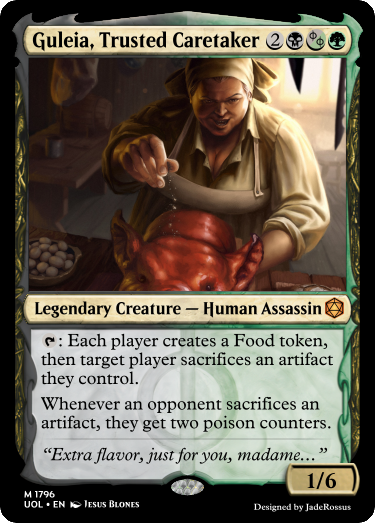 Guleia, Trusted Caretaker 2
Legendary Creature — Human Assassin
: Each player creates a Food token,
then target player sacrifices an artifact
they control.
Whenever an opponent sacrifices an
artifact, they get two poison counters.
“Extra flavor, just for you, madame…”
1/6
M 1796
UOL • EN Jesus Blones
Designed by JadeRossus